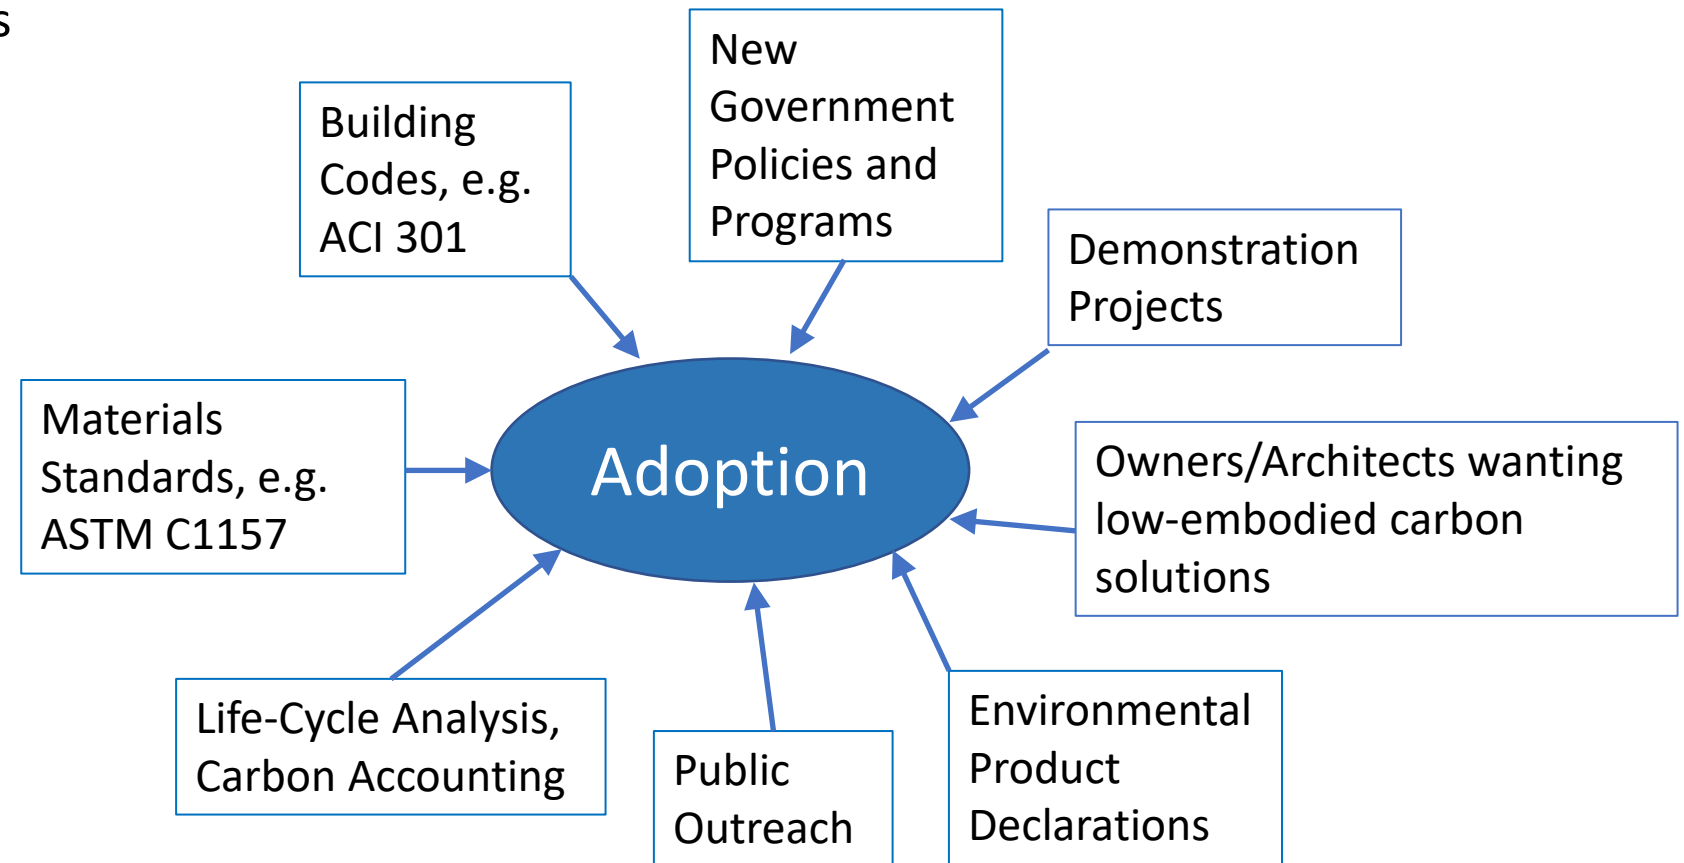 s
New
Government
Policies and
Programs
Building
Codes, e.g.
ACI 301
Demonstration
Projects
Materials
Standards, e.g.
ASTM C1157
Adoption
Owners/Architects wanting
low-embodied carbon
solutions
Life-Cycle Analysis,
Carbon Accounting
Public
Outreach
Environmental
Product
Declarations